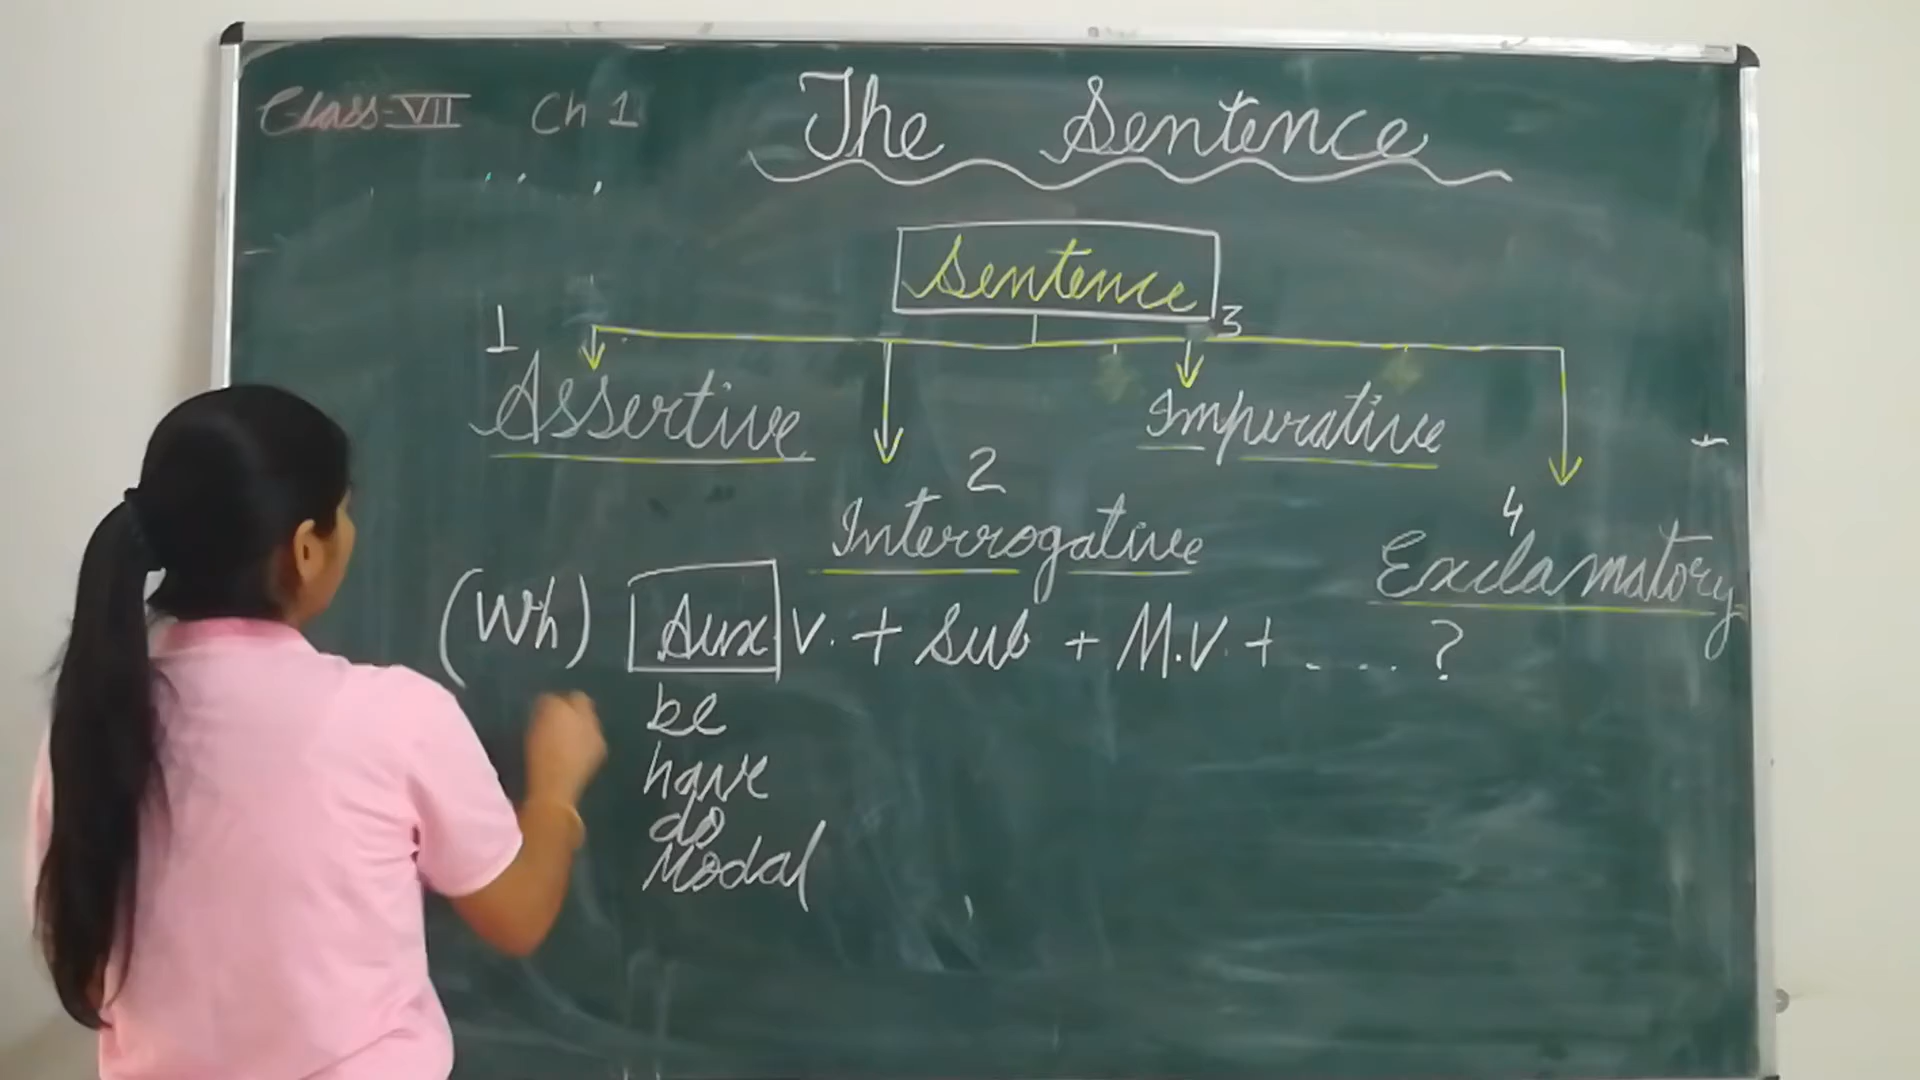 Class-VII Ch 1
The Sentence
Sentence
1 3
Assertive Imperative
2 4
Interrogative Exclamatory
(Wh) Aux V. + Sub + M.V. + .... ?
be
have
do
Modal